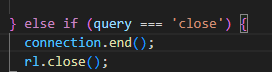 } else if (query === 'close') {
connection.end();
rl.close();